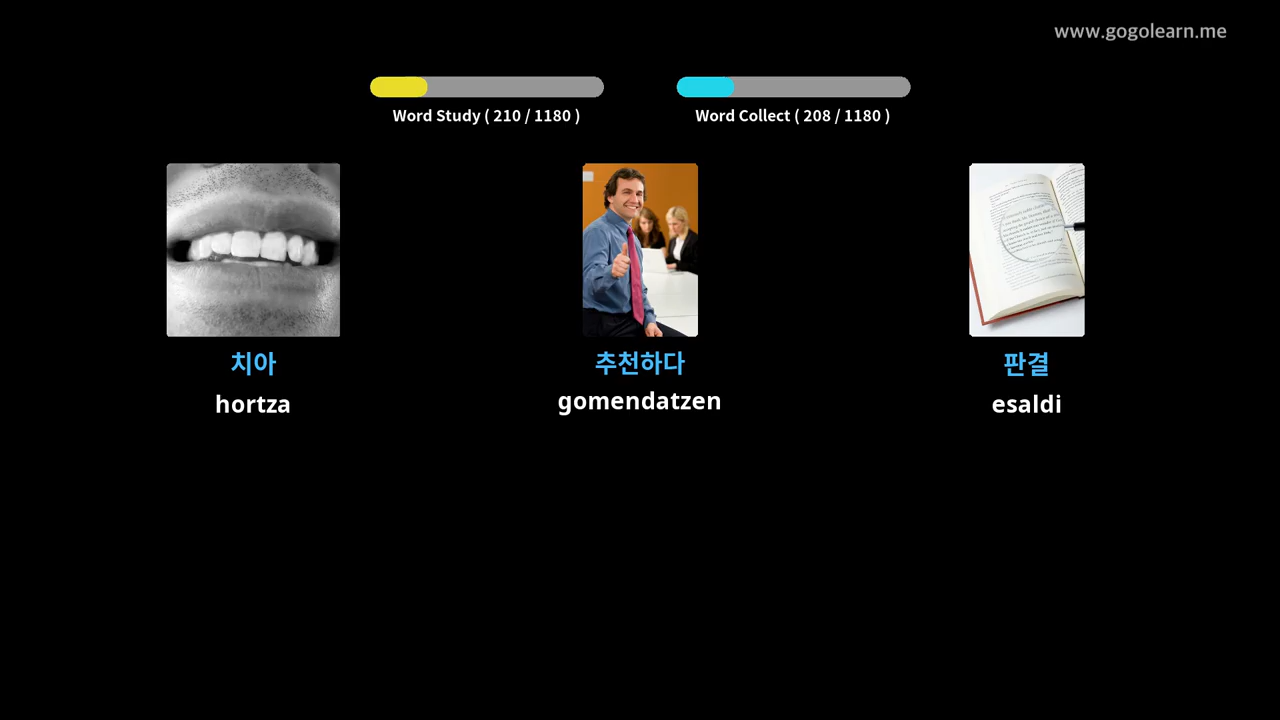 www.gogolearn.me
Word Study ( 210 / 1180 )
Word Collect ( 208 / 1180 )
치아
추천하다
판결
hortza
gomendatzen
esaldi